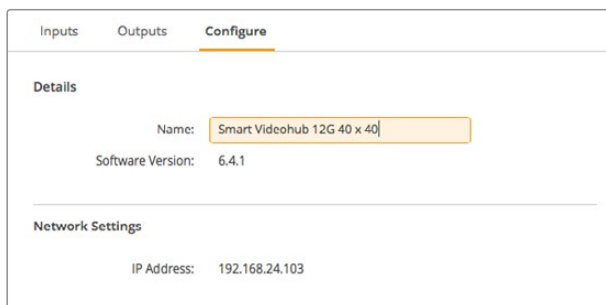 Inputs Outputs Configure
Details
Name: Smart Videohub 12G 40 x 40
Software Version: 6.4.1
Network Settings
IP Address: 192.168.24.103